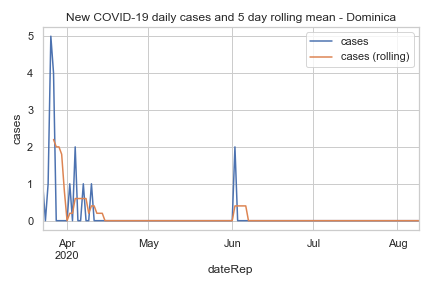 New COVID-19 daily cases and 5 day rolling mean - Dominica
cases
cases (rolling)
5
4
3
2
1
0
cases
Apr
2020
May
Jun
Jul
Aug
dateRep